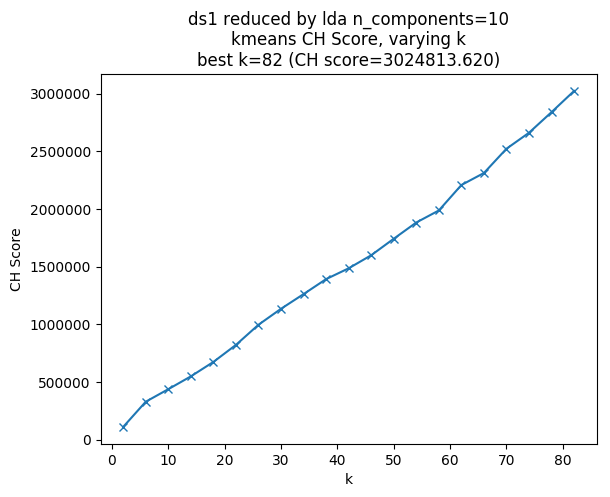 ds1 reduced by lda n_components=10
kmeans CH Score, varying k
best k=82 (CH score=3024813.620)
3000000
2500000
2000000
1500000
1000000
500000
0
CH Score
0 10 20 30 40 50 60 70 80
k